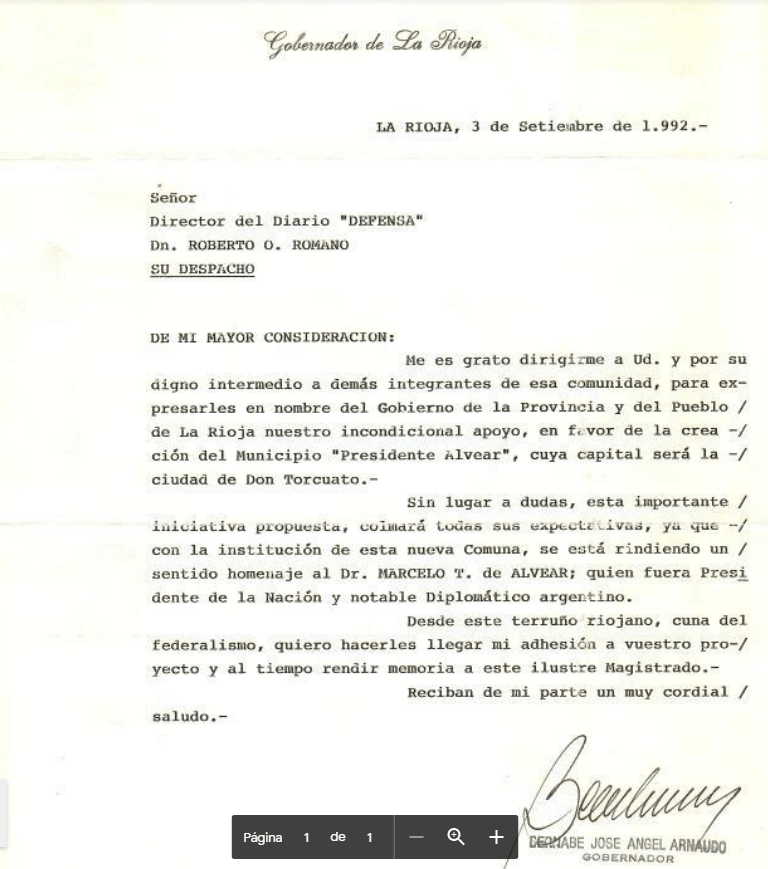 Gobernador de La Rioja
LA RIOJA, 3 de Setiembre de 1.992.-
Señor
Director del Diario "DEFENSA"
Dn. ROBERTO O. ROMANO
SU DESPACHO
DE MI MAYOR CONSIDERACION:
Me es grato dirigirme a Ud. y por su
digno intermedio a demás integrantes de esa comunidad, para ex-
presarles en nombre del Gobierno de la Provincia y del Pueblo /
de La Rioja nuestro incondicional apoyo, en favor de la crea -/
ción del Municipio "Presidente Alvear", cuya capital será la -/
ciudad de Don Torcuato.-
Sin lugar a dudas, esta importante /
iniciativa propuesta, colmará todas sus expectativas, ya que -/
con la institución de esta nueva Comuna, se está rindiendo un /
sentido homenaje al Dr. MARCELO T. de ALVEAR; quien fuera Presi
dente de la Nación y notable Diplomático argentino.
Desde este terruño riojano, cuna del
federalismo, quiero hacerles llegar mi adhesión a vuestro pro-/
yecto y al tiempo rendir memoria a este ilustre Magistrado.-
Reciban de mi parte un muy cordial /
saludo.-
BERNABE JOSE ANGEL ARNAUDO
GOBERNADOR
Página 1 de 1